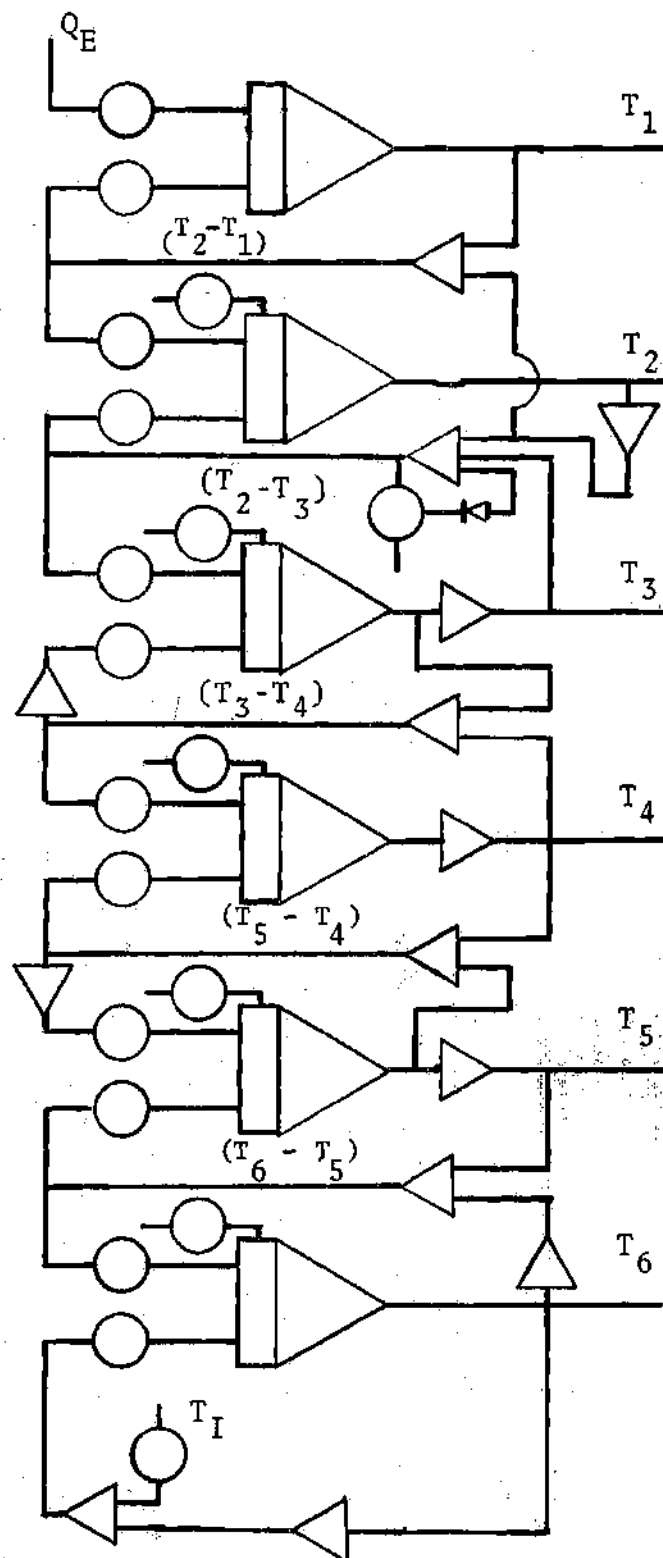 Q_E
T_1
(T_2-T_1)
T_2
(T_2-T_3)
T_3
(T_3-T_4)
T_4
(T_5 - T_4)
T_5
(T_6 - T_5)
T_6
T_I